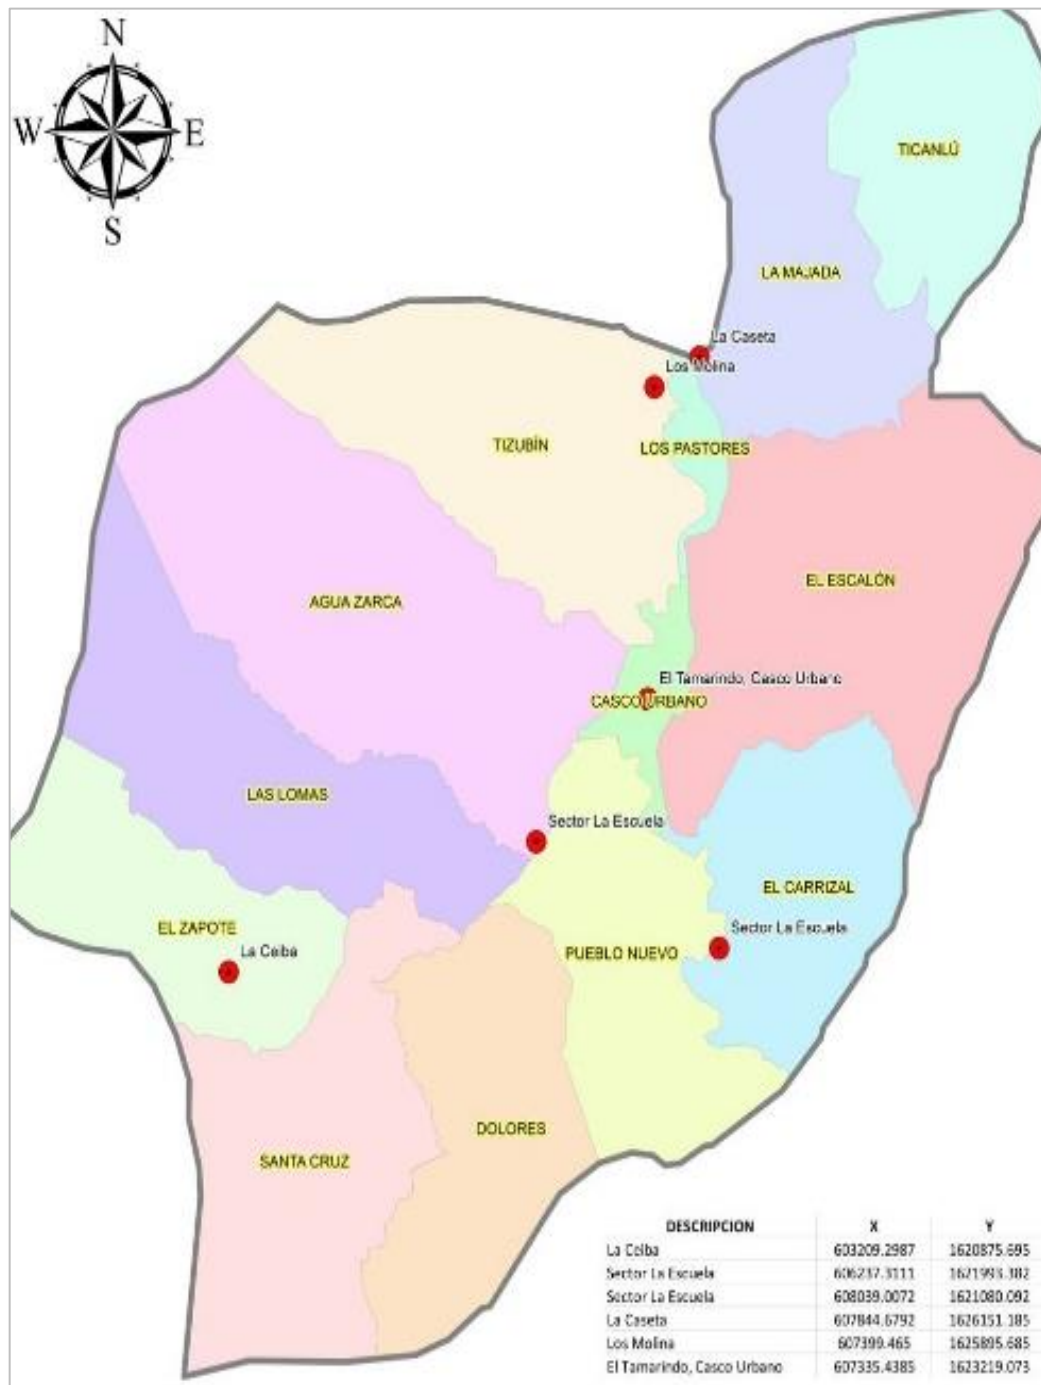 N
W E
S
TICANLÚ
LA MAJADA
La Caseta
Los Molina
TIZUBÍN
LOS PASTORES
EL ESCALÓN
AGUA ZARCA
El Tamarindo, Casco Urbano
CASCO URBANO
LAS LOMAS
Sector La Escuela
EL CARRIZAL
EL ZAPOTE
Sector La Escuela
La Ceiba
PUEBLO NUEVO
DOLORES
SANTA CRUZ
DESCRIPCION X Y
La Ceiba 603209.2987 1620875.695
Sector La Escuela 606237.3111 1621993.382
Sector La Escuela 608039.0072 1621080.092
La Caseta 607844.6792 1626151.185
Los Molina 607399.465 1625895.685
El Tamarindo, Casco Urbano 607335.4385 1623219.073